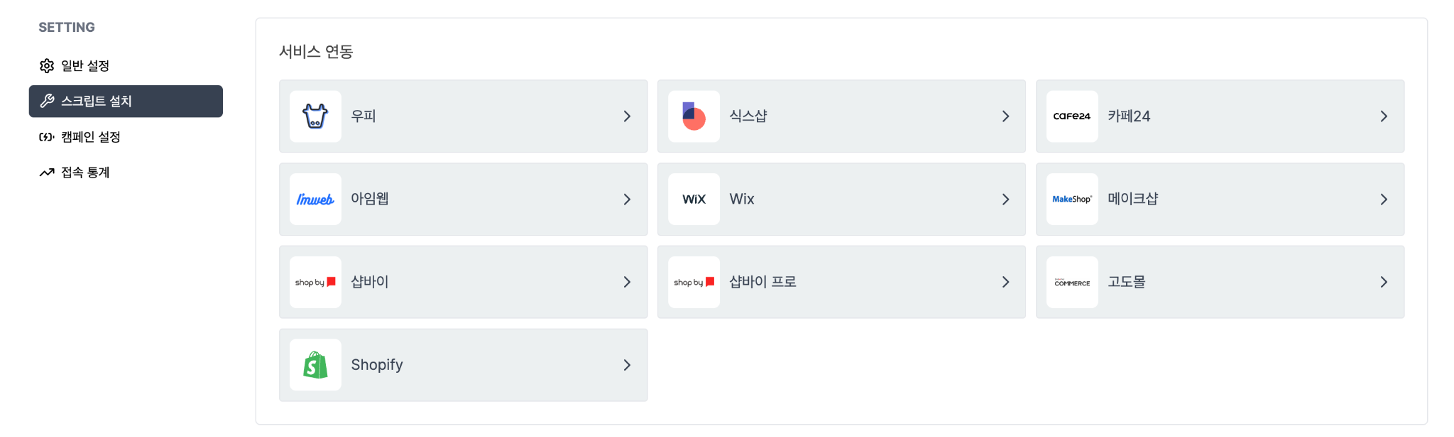 SETTING
일반 설정
스크립트 설치
캠페인 설정
접속 통계
서비스 연동
우피
식스샵
CAFE24 카페24
I'mweb 아임웹
WIX Wix
MakeShop 메이크샵
shop by 샵바이
shop by 샵바이 프로
COMMERCE 고도몰
Shopify